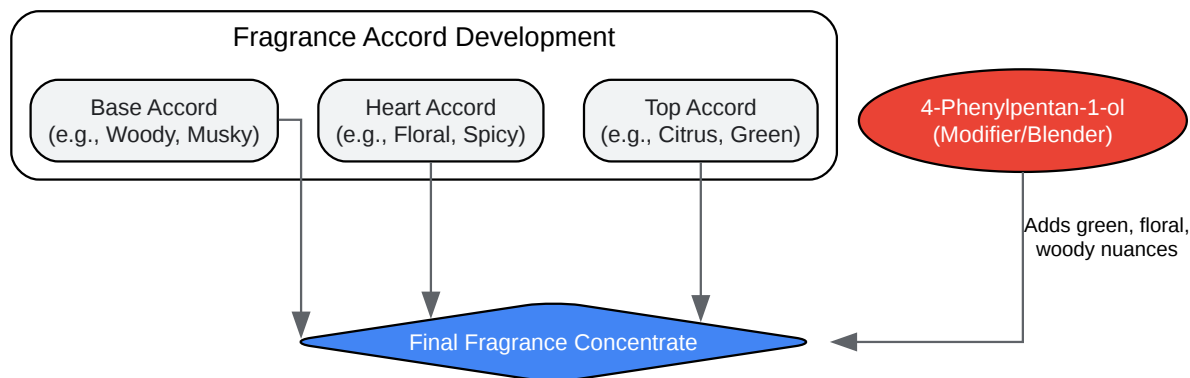 Fragrance Accord Development
Base Accord
(e.g., Woody, Musky)
Heart Accord
(e.g., Floral, Spicy)
Top Accord
(e.g., Citrus, Green)
4-Phenylpentan-1-ol
(Modifier/Blender)
Adds green, floral,
woody nuances
Final Fragrance Concentrate